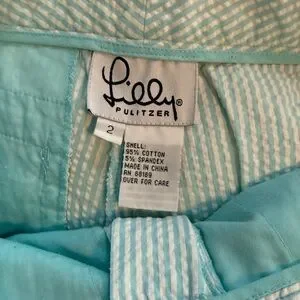 Lilly®
PULITZER
2
SHELL:
95% COTTON
5% SPANDEX
MADE IN CHINA
RN 68189
OVER FOR CARE